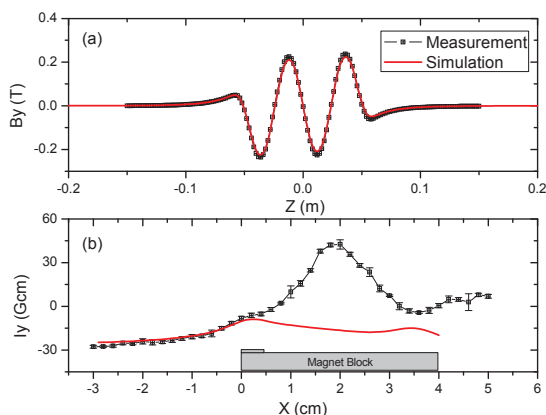 (a)
Measurement
Simulation
By (T)
0.2
0.0
-0.2
-0.2 -0.1 0.0 0.1 0.2
Z (m)
(b)
Iy (Gcm)
60
30
0
-30
Magnet Block
-3 -2 -1 0 1 2 3 4 5 6
X (cm)